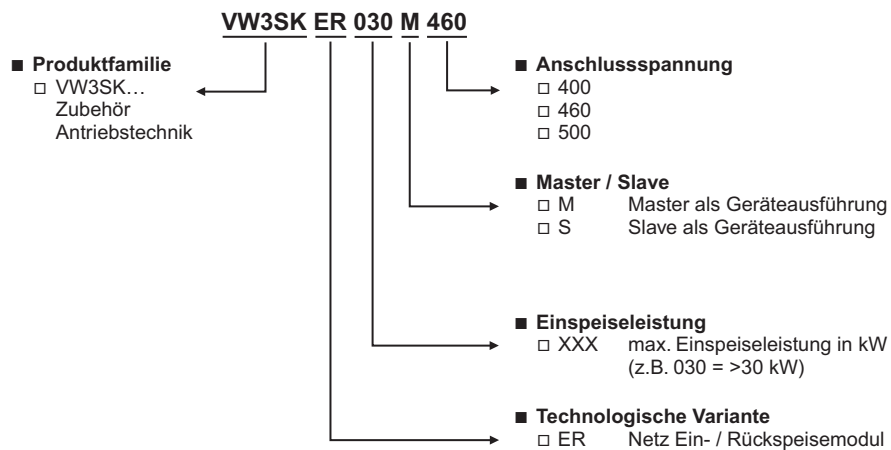 VW3SK ER 030 M 460
■ Produktfamilie
□ VW3SK…
Zubehör
Antriebstechnik
■ Anschlussspannung
□ 400
□ 460
□ 500
■ Master / Slave
□ M Master als Geräteausführung
□ S Slave als Geräteausführung
■ Einspeiseleistung
□ XXX max. Einspeiseleistung in kW
(z.B. 030 = >30 kW)
■ Technologische Variante
□ ER Netz Ein- / Rückspeisemodul